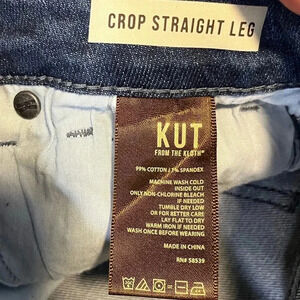 CROP STRAIGHT LEG
KUT
FROM THE KLOTH®
99% COTTON / 1% SPANDEX
MACHINE WASH COLD
INSIDE OUT
ONLY NON-CHLORINE BLEACH
IF NEEDED
TUMBLE DRY LOW
OR FOR BETTER CARE
LAY FLAT TO DRY
WARM IRON IF NEEDED
WASH ONCE BEFORE WEARING
MADE IN CHINA
RN# 58539